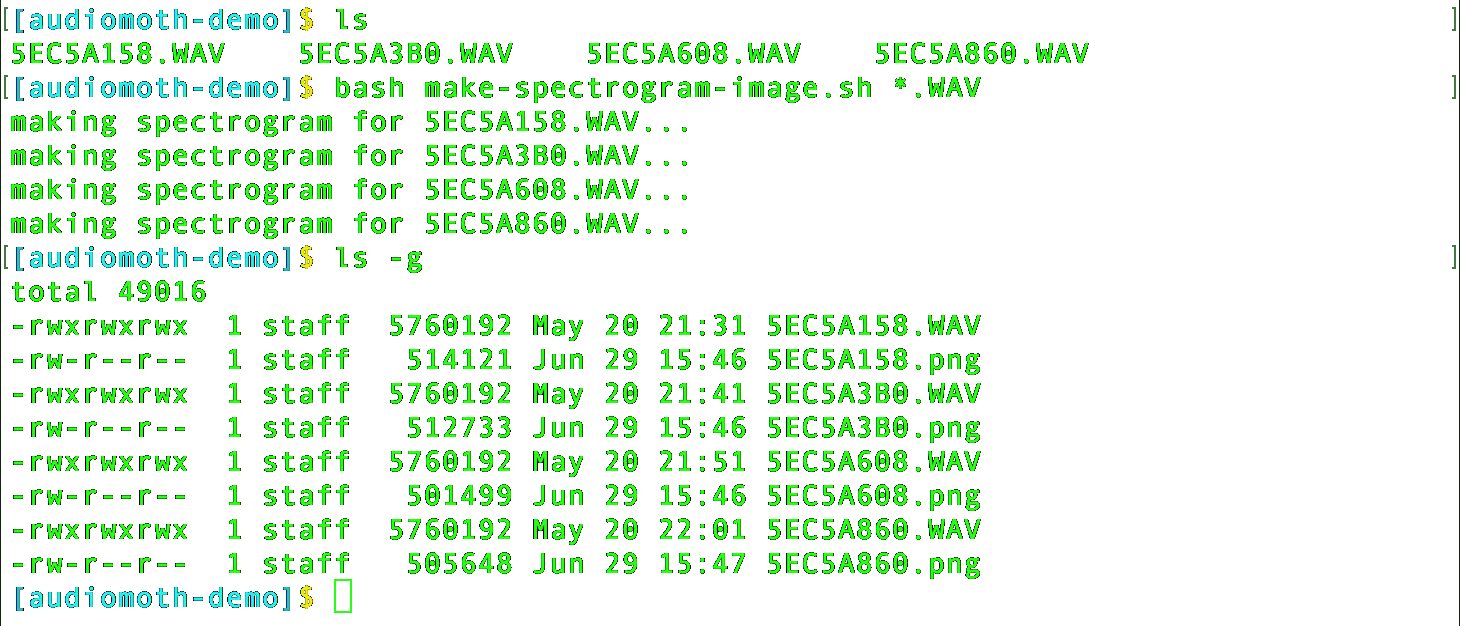 [[audiomoth-demo]$ ls ]
5EC5A158.WAV    5EC5A3B0.WAV    5EC5A608.WAV    5EC5A860.WAV
[[audiomoth-demo]$ bash make-spectrogram-image.sh *.WAV ]
making spectrogram for 5EC5A158.WAV...
making spectrogram for 5EC5A3B0.WAV...
making spectrogram for 5EC5A608.WAV...
making spectrogram for 5EC5A860.WAV...
[[audiomoth-demo]$ ls -g ]
total 49016
-rwxrwxrwx  1 staff  5760192 May 20 21:31 5EC5A158.WAV
-rw-r--r--  1 staff   514121 Jun 29 15:46 5EC5A158.png
-rwxrwxrwx  1 staff  5760192 May 20 21:41 5EC5A3B0.WAV
-rw-r--r--  1 staff   512733 Jun 29 15:46 5EC5A3B0.png
-rwxrwxrwx  1 staff  5760192 May 20 21:51 5EC5A608.WAV
-rw-r--r--  1 staff   501499 Jun 29 15:46 5EC5A608.png
-rwxrwxrwx  1 staff  5760192 May 20 22:01 5EC5A860.WAV
-rw-r--r--  1 staff   505648 Jun 29 15:47 5EC5A860.png
[audiomoth-demo]$